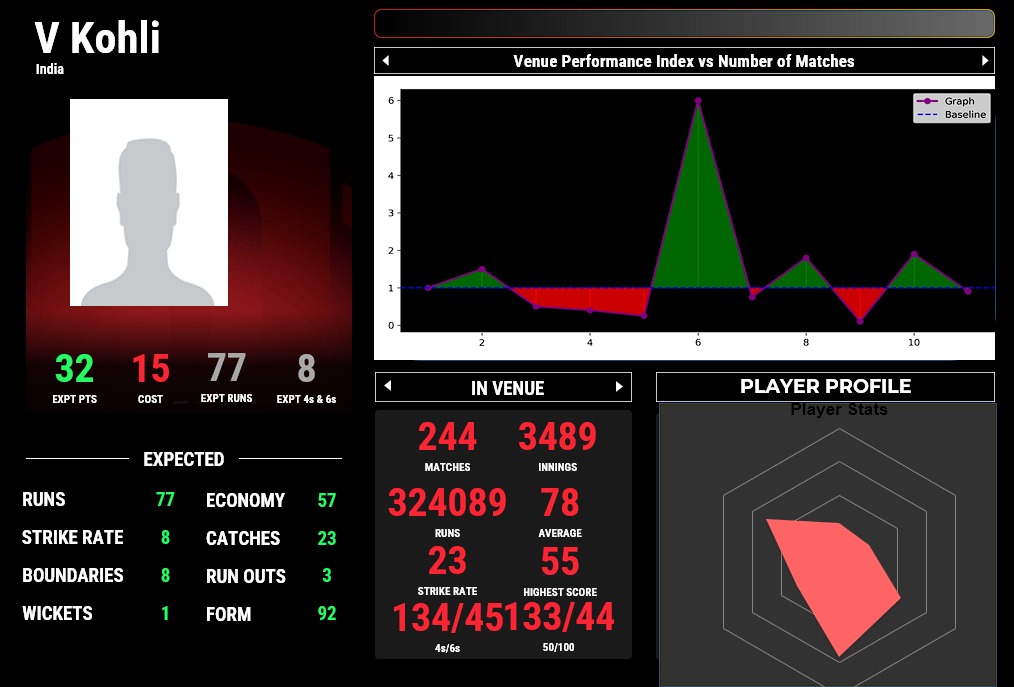 V Kohli
India
32 15 77 8
EXPT PTS COST EXPT RUNS EXPT 4s & 6s
EXPECTED
RUNS 77 ECONOMY 57
STRIKE RATE 8 CATCHES 23
BOUNDARIES 8 RUN OUTS 3
WICKETS 1 FORM 92
Venue Performance Index vs Number of Matches
Graph
Baseline
6
5
4
3
2
1
0
2 4 6 8 10
IN VENUE
244 3489
MATCHES INNINGS
324089 78
RUNS AVERAGE
23 55
STRIKE RATE HIGHEST SCORE
134/45 133/44
4s/6s 50/100
PLAYER PROFILE
Player Stats